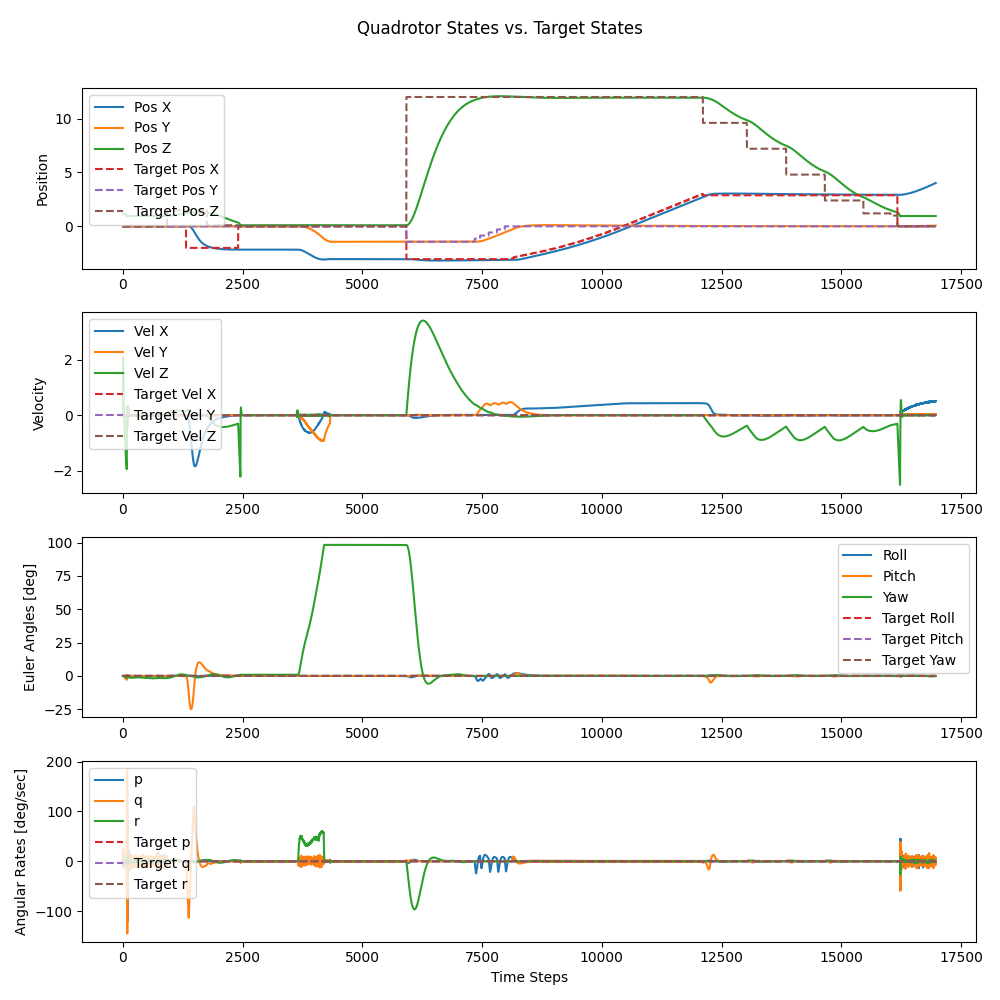 Quadrotor States vs. Target States
Position
10
5
0
Pos X
Pos Y
Pos Z
Target Pos X
Target Pos Y
Target Pos Z
0 2500 5000 7500 10000 12500 15000 17500
Velocity
2
0
−2
Vel X
Vel Y
Vel Z
Target Vel X
Target Vel Y
Target Vel Z
0 2500 5000 7500 10000 12500 15000 17500
Euler Angles [deg]
100
75
50
25
0
−25
Roll
Pitch
Yaw
Target Roll
Target Pitch
Target Yaw
0 2500 5000 7500 10000 12500 15000 17500
Angular Rates [deg/sec]
200
100
0
−100
p
q
r
Target p
Target q
Target r
0 2500 5000 7500 10000 12500 15000 17500
Time Steps